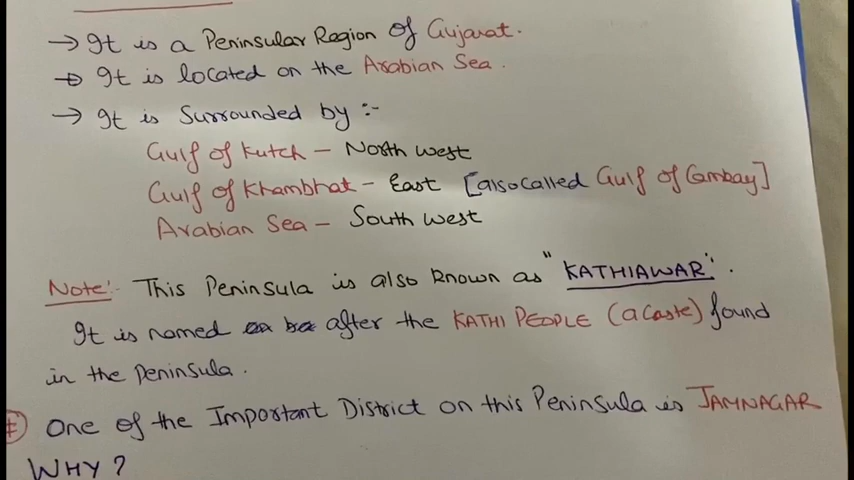 → It is a Peninsular Region of Gujarat.
→ It is located on the Arabian Sea.
→ It is Surrounded by :-
Gulf of Kutch - North west
Gulf of Khambhat - East [also called Gulf of Cambay]
Arabian Sea - South west
Note:- This Peninsula is also known as "KATHIAWAR".
It is named after the KATHI PEOPLE (a caste) found
in the Peninsula.
# One of the Important District on this Peninsula is JAMNAGAR
WHY?